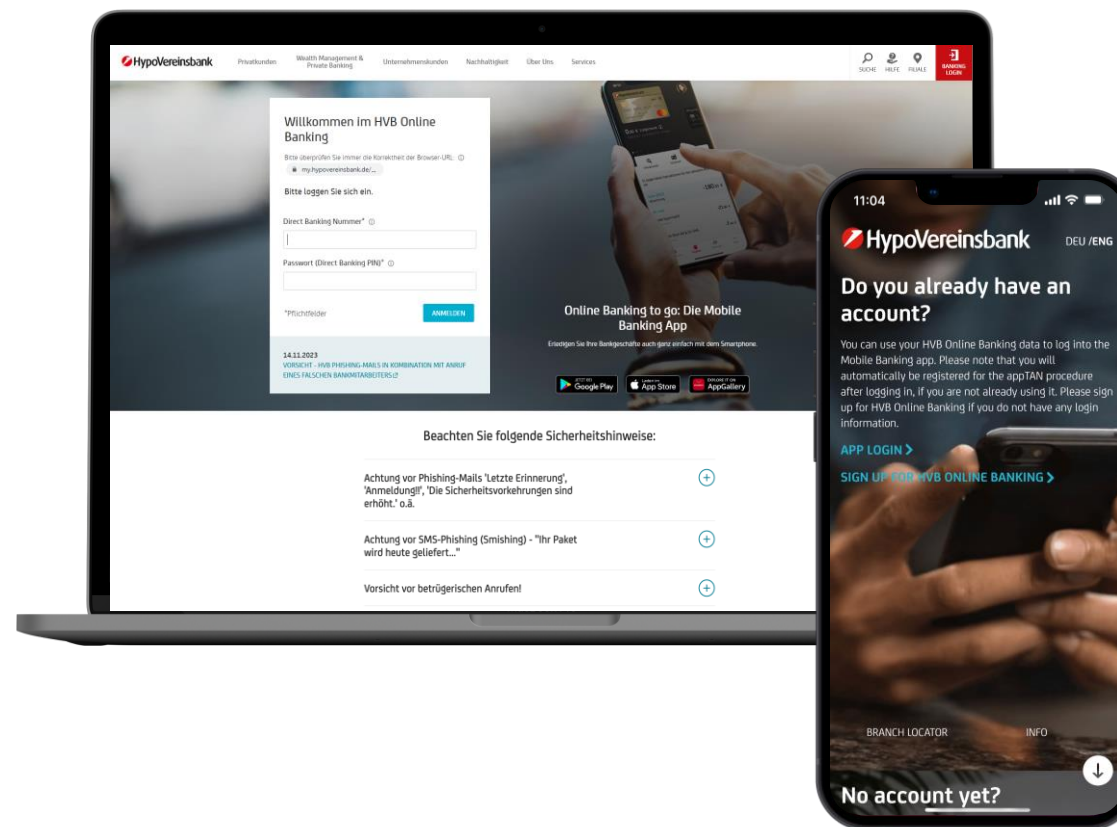 HypoVereinsbank
Privatkunden
Wealth Management &
Private Banking
Unternehmenskunden
Nachhaltigkeit
Über Uns
Services
SUCHE
HILFE
FILIALE
BANKING
LOGIN
Willkommen im HVB Online
Banking
Bitte überprüfen Sie immer die Korrektheit der Browser-URL:
my.hypovereinsbank.de/...
Bitte loggen Sie sich ein.
Direct Banking Nummer*
Passwort (Direct Banking PIN)*
*Pflichtfelder
ANMELDEN
14.11.2023
VORSICHT - HVB PHISHING-MAILS IN KOMBINATION MIT ANRUF
EINES FALSCHEN BANKMITARBEITERS
Online Banking to go: Die Mobile
Banking App
Erledigen Sie Ihre Bankgeschäfte auch ganz einfach mit dem Smartphone.
JETZT BEI
Google Play
Laden im
App Store
EXPLORE IT ON
AppGallery
Beachten Sie folgende Sicherheitshinweise:
Achtung vor Phishing-Mails 'Letzte Erinnerung',
'Anmeldung!!', 'Die Sicherheitsvorkehrungen sind
erhöht.' o.ä.
Achtung vor SMS-Phishing (Smishing) - "Ihr Paket
wird heute geliefert..."
Vorsicht vor betrügerischen Anrufen!
11:04
HypoVereinsbank
DEU /ENG
Do you already have an
account?
You can use your HVB Online Banking data to log into the
Mobile Banking app. Please note that you will
automatically be registered for the appTAN procedure
after logging in, if you are not already using it. Please sign
up for HVB Online Banking if you do not have any login
information.
APP LOGIN >
SIGN UP FOR HVB ONLINE BANKING >
BRANCH LOCATOR
INFO
No account yet?